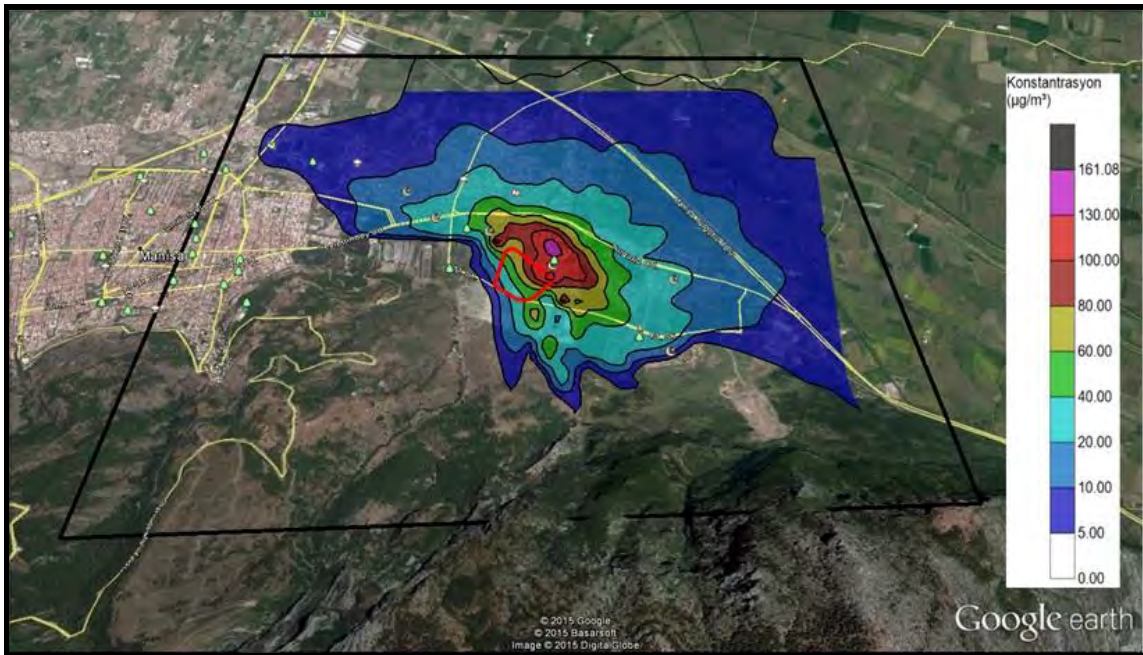 Konstantrasyon
(µg/m³)
161.08
130.00
100.00
80.00
60.00
40.00
20.00
10.00
5.00
0.00
Manisa
© 2015 Google
© 2015 Basarsoft
Image © 2015 DigitalGlobe
Google earth